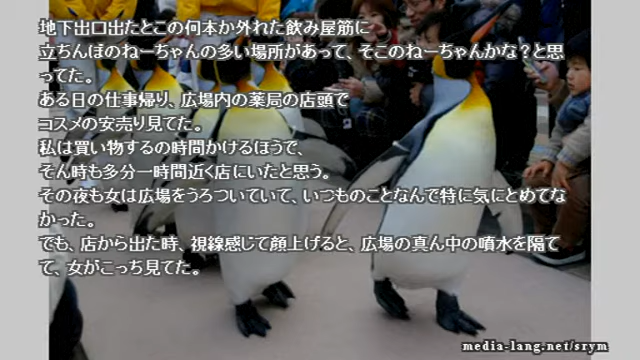 地下出口出たとこの何本か外れた飲み屋筋に
立ちんぼのねーちゃんの多い場所があって、そこのねーちゃんかな？と思
ってた。
ある日の仕事帰り、広場内の薬局の店頭で
コスメの安売り見てた。
私は買い物するの時間かけるほうで、
そん時も多分一時間近く店にいたと思う。
その夜も女は広場をうろついていて、いつものことなんで特に気にとめてな
かった。
でも、店から出た時、視線感じて顔上げると、広場の真ん中の噴水を隔て
て、女がこっち見てた。
media-lang.net/srym